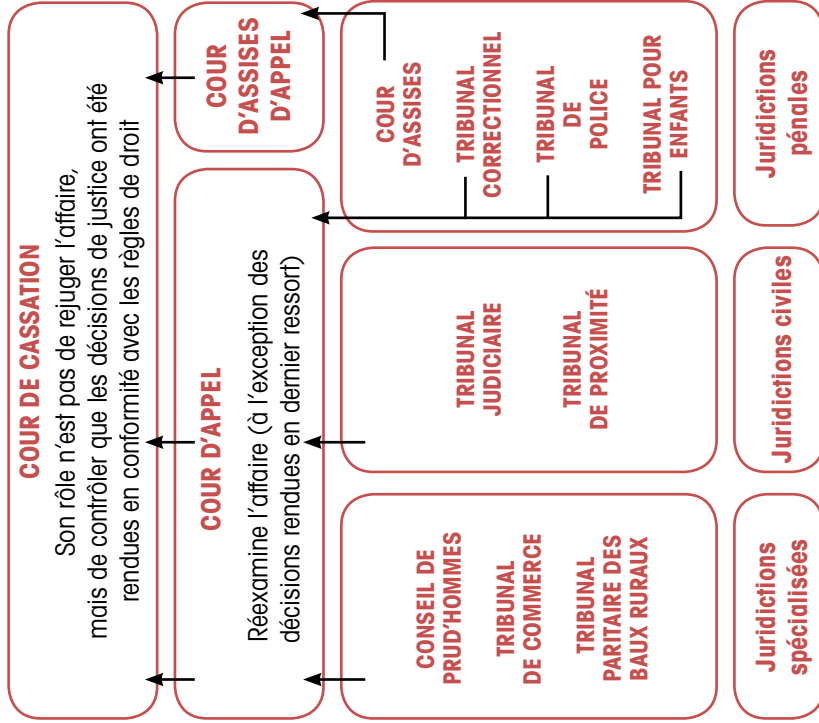 COUR DE CASSATION
Son rôle n'est pas de rejuger l'affaire,
mais de contrôler que les décisions de justice ont été
rendues en conformité avec les règles de droit
COUR D'APPEL
Réexamine l'affaire (à l'exception des
décisions rendues en dernier ressort)
COUR
D'ASSISES
D'APPEL
CONSEIL DE
PRUD'HOMMES
TRIBUNAL
DE COMMERCE
TRIBUNAL
PARITAIRE DES
BAUX RURAUX
TRIBUNAL
JUDICIAIRE
TRIBUNAL
DE PROXIMITÉ
COUR
D'ASSISES
TRIBUNAL
CORRECTIONNEL
TRIBUNAL
DE
POLICE
TRIBUNAL POUR
ENFANTS
Juridictions
spécialisées
Juridictions civiles
Juridictions
pénales